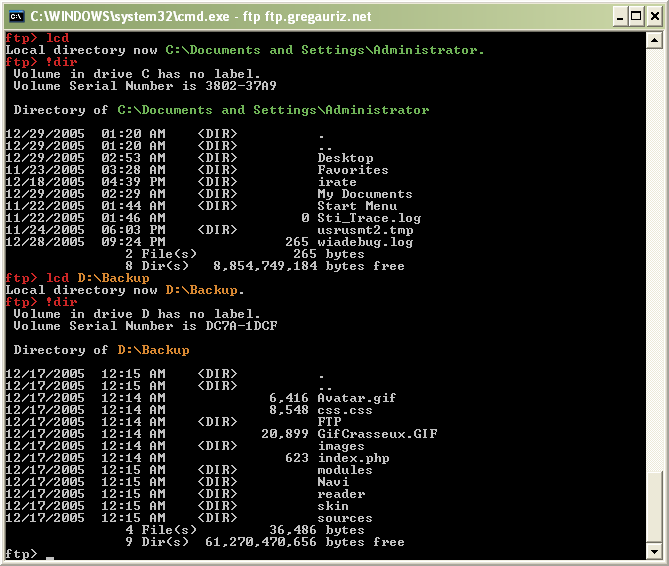 C:\WINDOWS\system32\cmd.exe - ftp ftp.gregauriz.net
ftp> lcd
Local directory now C:\Documents and Settings\Administrator.
ftp> !dir
 Volume in drive C has no label.
 Volume Serial Number is 3802-37A9

 Directory of C:\Documents and Settings\Administrator

12/29/2005  01:20 AM    <DIR>          .
12/29/2005  01:20 AM    <DIR>          ..
12/29/2005  02:53 AM    <DIR>          Desktop
11/23/2005  03:28 AM    <DIR>          Favorites
12/18/2005  04:39 PM    <DIR>          irate
12/29/2005  02:29 AM    <DIR>          My Documents
11/22/2005  01:44 AM    <DIR>          Start Menu
11/22/2005  01:46 AM                 0 Sti_Trace.log
11/24/2005  06:03 PM    <DIR>          usrusmt2.tmp
12/28/2005  09:24 PM               265 wiadebug.log
               2 File(s)            265 bytes
               8 Dir(s)   8,854,749,184 bytes free
ftp> lcd D:\Backup
Local directory now D:\Backup.
ftp> !dir
 Volume in drive D has no label.
 Volume Serial Number is DC7A-1DCF

 Directory of D:\Backup

12/17/2005  12:15 AM    <DIR>          .
12/17/2005  12:15 AM    <DIR>          ..
12/17/2005  12:14 AM             6,416 Avatar.gif
12/17/2005  12:14 AM             8,548 css.css
12/17/2005  12:14 AM    <DIR>          FTP
12/17/2005  12:14 AM            20,899 GifCrasseux.GIF
12/17/2005  12:14 AM    <DIR>          images
12/17/2005  12:14 AM               623 index.php
12/17/2005  12:15 AM    <DIR>          modules
12/17/2005  12:15 AM    <DIR>          Navi
12/17/2005  12:15 AM    <DIR>          reader
12/17/2005  12:15 AM    <DIR>          skin
12/17/2005  12:15 AM    <DIR>          sources
               4 File(s)         36,486 bytes
               9 Dir(s)  61,270,470,656 bytes free
ftp> _